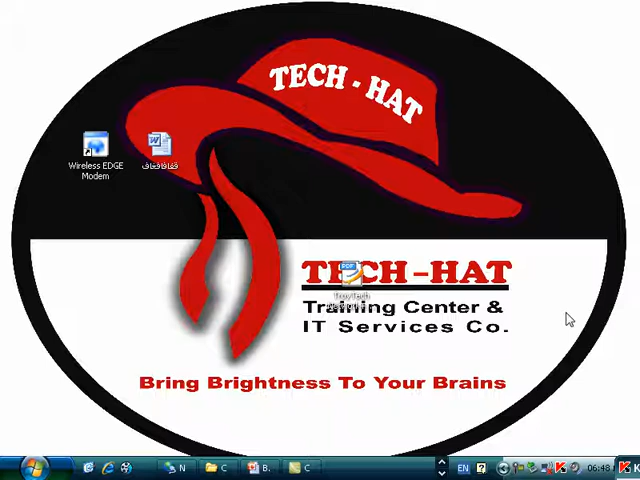 TECH - HAT
Wireless EDGE
Modem
TECH-HAT
TroyTech
Training Center &
IT Services Co.
Bring Brightness To Your Brains
N
C
B.
C
EN
06:48
K